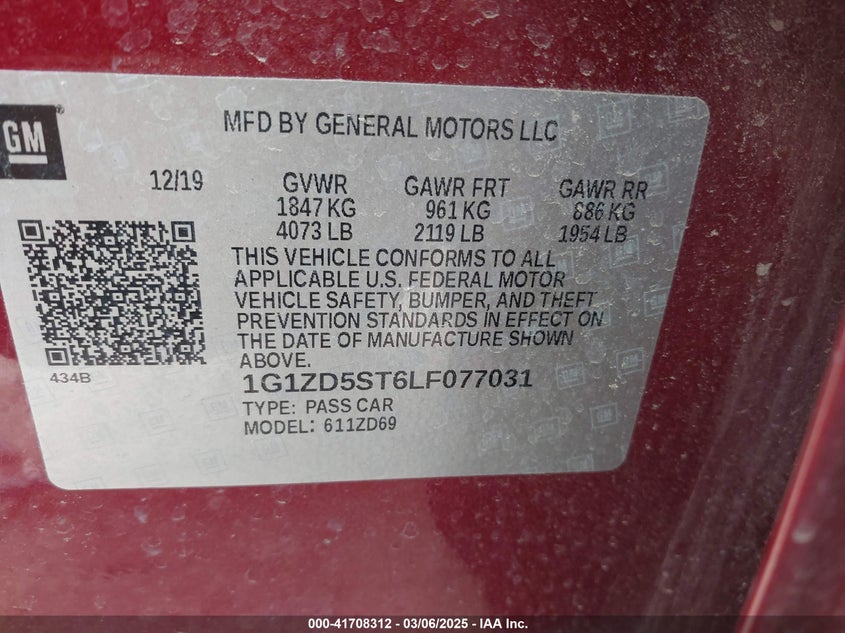 GM
MFD BY GENERAL MOTORS LLC
12/19 GVWR GAWR FRT GAWR RR
1847 KG 961 KG 886 KG
4073 LB 2119 LB 1954 LB
THIS VEHICLE CONFORMS TO ALL
APPLICABLE U.S. FEDERAL MOTOR
VEHICLE SAFETY, BUMPER, AND THEFT
PREVENTION STANDARDS IN EFFECT ON
THE DATE OF MANUFACTURE SHOWN
ABOVE.
434B
1G1ZD5ST6LF077031
TYPE: PASS CAR
MODEL: 611ZD69
000-41708312 - 03/06/2025 - IAA Inc.